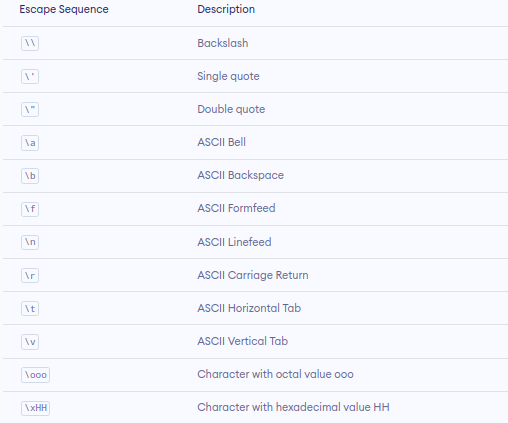 Escape Sequence Description
\\ Backslash
\' Single quote
\" Double quote
\a ASCII Bell
\b ASCII Backspace
\f ASCII Formfeed
\n ASCII Linefeed
\r ASCII Carriage Return
\t ASCII Horizontal Tab
\v ASCII Vertical Tab
\ooo Character with octal value ooo
\xHH Character with hexadecimal value HH